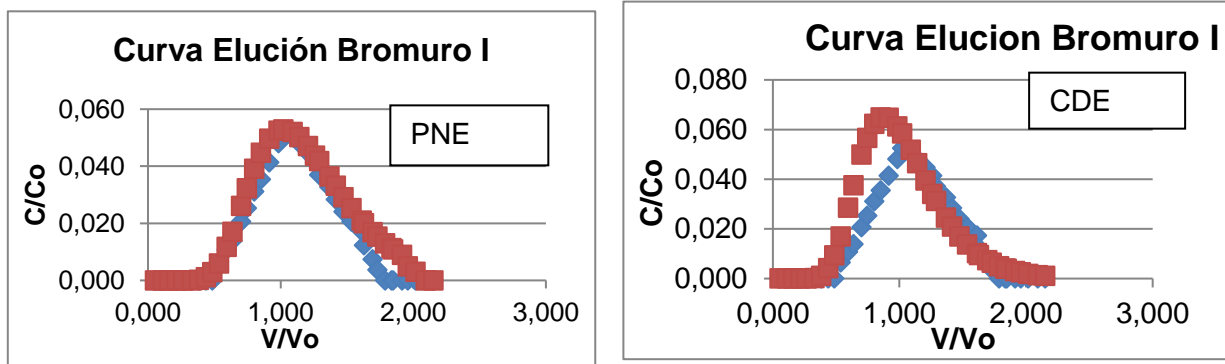 Curva Elución Bromuro I
PNE
0,060
0,040
0,020
0,000
C/Co
0,000 1,000 2,000 3,000
V/Vo
Curva Elucion Bromuro I
CDE
0,080
0,060
0,040
0,020
0,000
C/Co
0,000 1,000 2,000 3,000
V/Vo